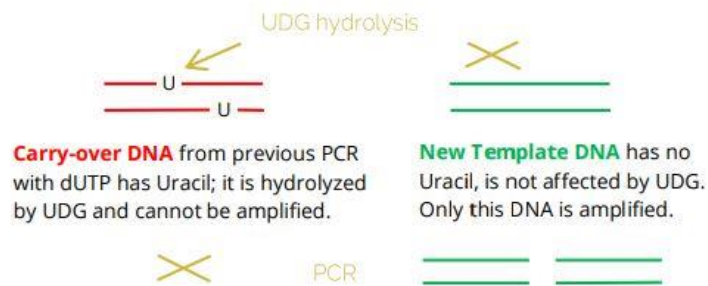 UDG hydrolysis
U
U
Carry-over DNA from previous PCR
with dUTP has Uracil; it is hydrolyzed
by UDG and cannot be amplified.
New Template DNA has no
Uracil, is not affected by UDG.
Only this DNA is amplified.
PCR